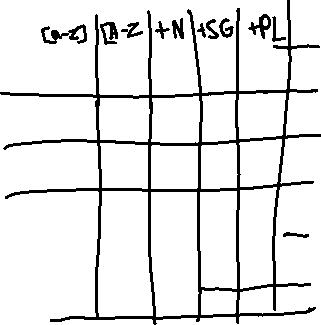 [a-z] [A-Z +N +SG +PL